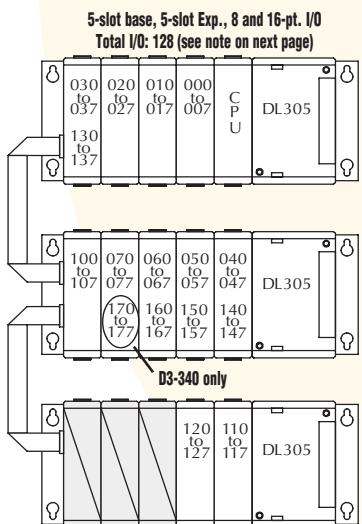 5-slot base, 5-slot Exp., 8 and 16-pt. I/O
Total I/O: 128 (see note on next page)
030 to 037
020 to 027
010 to 017
000 to 007
C P U
DL305
130 to 137
100 to 107
070 to 077
060 to 067
050 to 057
040 to 047
DL305
170 to 177
160 to 167
150 to 157
140 to 147
D3-340 only
120 to 127
110 to 117
DL305